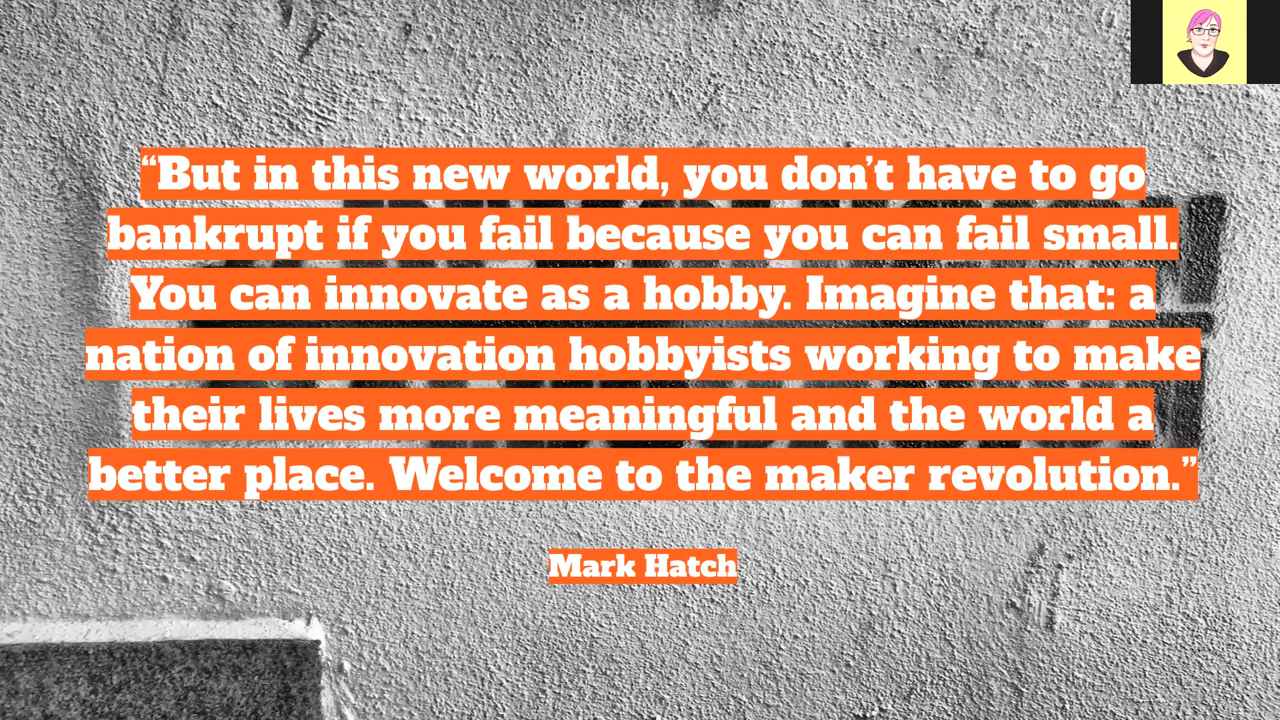 “But in this new world, you don’t have to go
bankrupt if you fail because you can fail small.
You can innovate as a hobby. Imagine that: a
nation of innovation hobbyists working to make
their lives more meaningful and the world a
better place. Welcome to the maker revolution.”
Mark Hatch